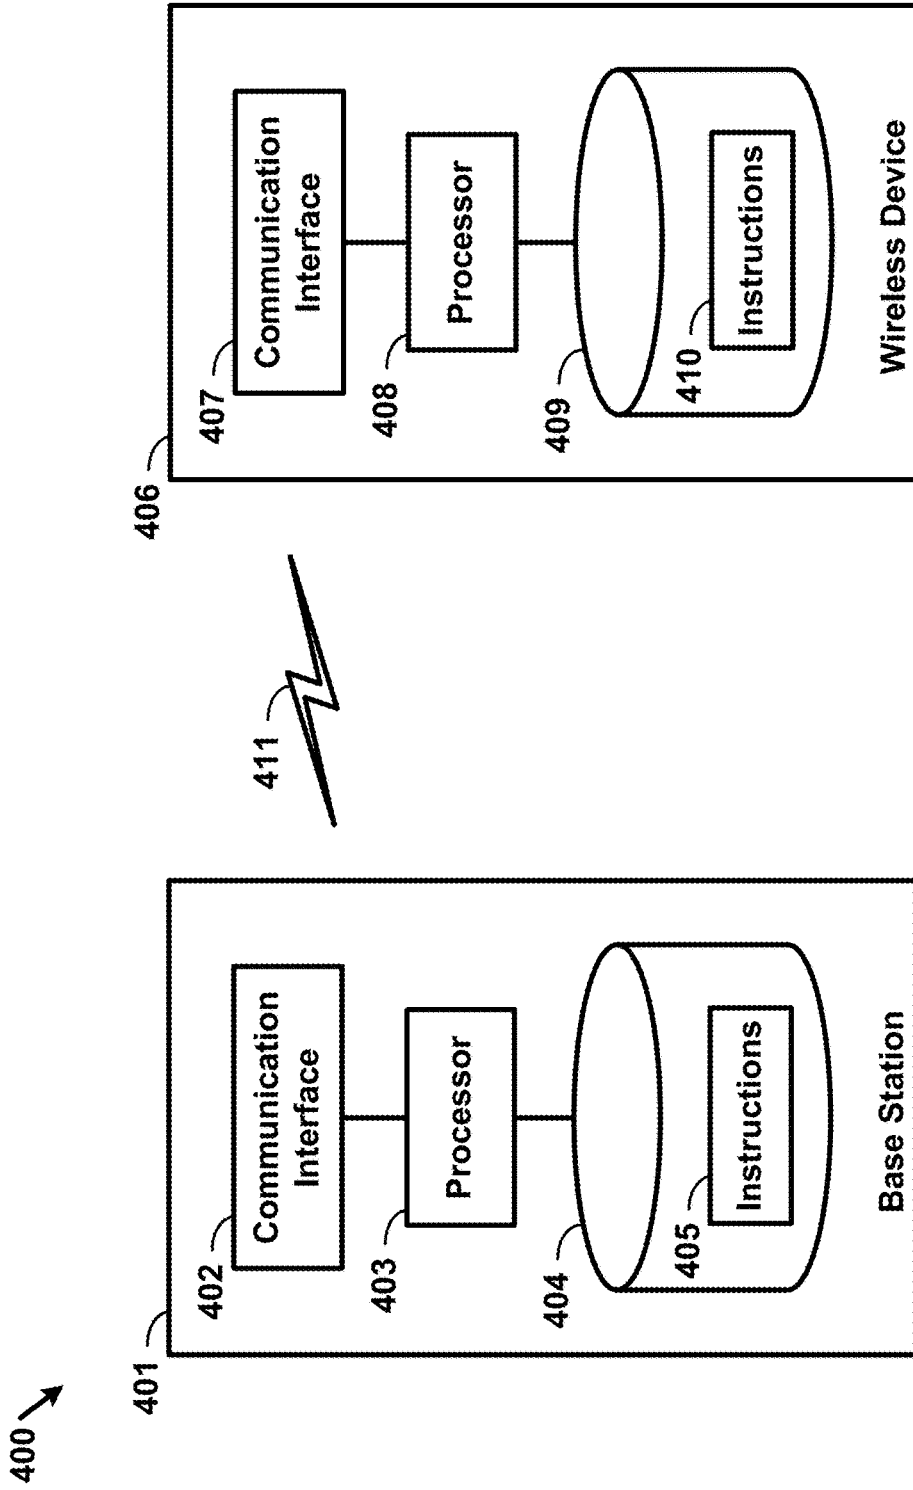 400
401
402
Communication
Interface
403
Processor
404
405
Instructions
Base Station
411
406
407
Communication
Interface
408
Processor
409
410
Instructions
Wireless Device